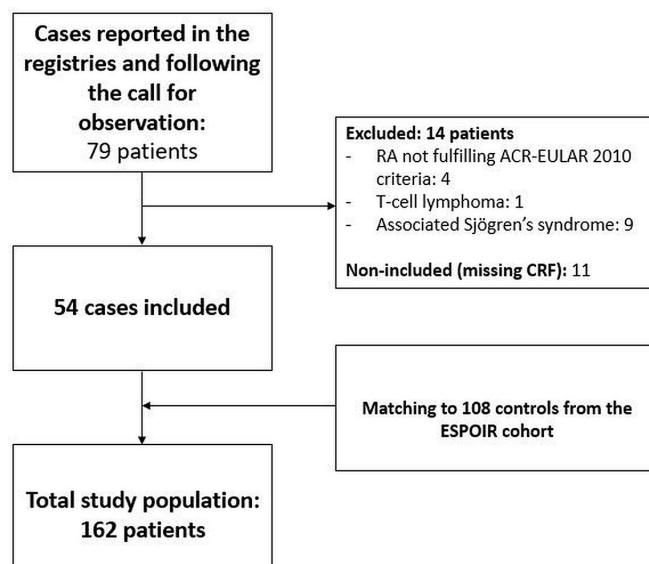 Cases reported in the
registries and following
the call for
observation:
79 patients
Excluded: 14 patients
- RA not fulfilling ACR-EULAR 2010
criteria: 4
- T-cell lymphoma: 1
- Associated Sjögren's syndrome: 9
Non-included (missing CRF): 11
54 cases included
Matching to 108 controls from the
ESPOIR cohort
Total study population:
162 patients